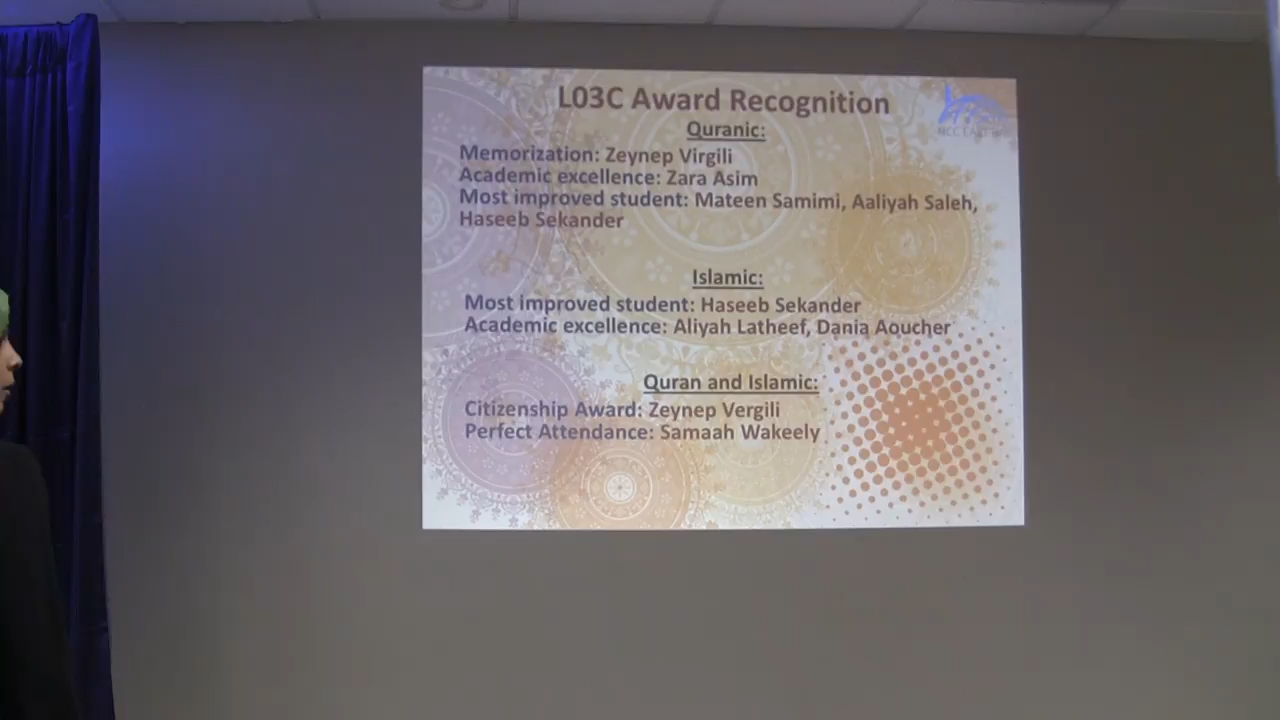 L03C Award Recognition
Quranic:
Memorization: Zeynep Virgili
Academic excellence: Zara Asim
Most improved student: Mateen Samimi, Aaliyah Saleh,
Haseeb Sekander
Islamic:
Most improved student: Haseeb Sekander
Academic excellence: Aliyah Latheef, Dania Aoucher
Quran and Islamic:
Citizenship Award: Zeynep Vergili
Perfect Attendance: Samaah Wakeely